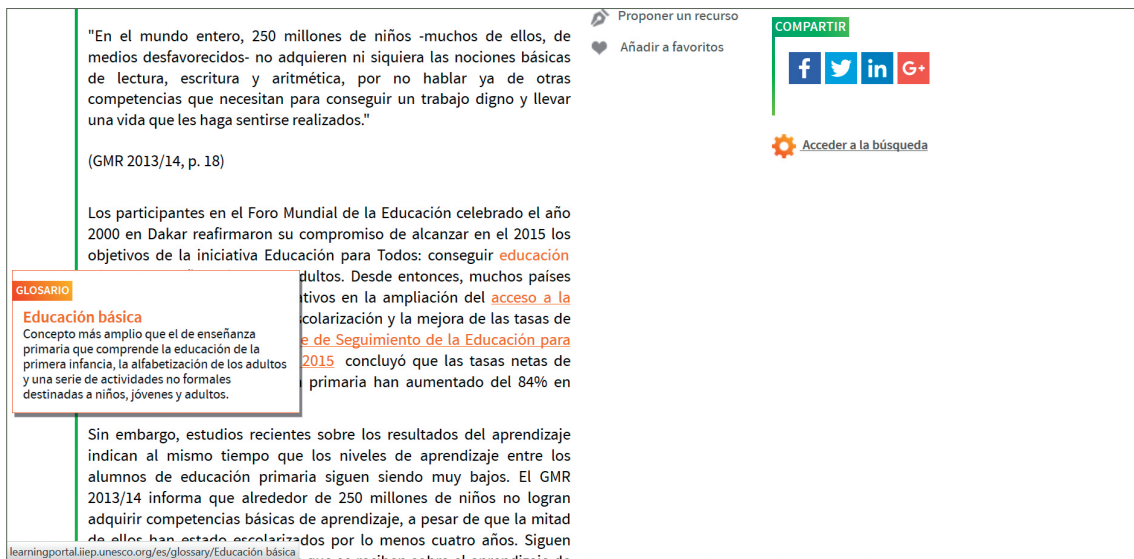 "En el mundo entero, 250 millones de niños -muchos de ellos, de
medios desfavorecidos- no adquieren ni siquiera las nociones básicas
de lectura, escritura y aritmética, por no hablar ya de otras
competencias que necesitan para conseguir un trabajo digno y llevar
una vida que les haga sentirse realizados."
(GMR 2013/14, p. 18)
Los participantes en el Foro Mundial de la Educación celebrado el año
2000 en Dakar reafirmaron su compromiso de alcanzar en el 2015 los
objetivos de la iniciativa Educación para Todos: conseguir educación
dultos. Desde entonces, muchos países
tivos en la ampliación del acceso a la
scolarización y la mejora de las tasas de
e de Seguimiento de la Educación para
2015 concluyó que las tasas netas de
primaria han aumentado del 84% en
GLOSARIO
Educación básica
Concepto más amplio que el de enseñanza
primaria que comprende la educación de la
primera infancia, la alfabetización de los adultos
y una serie de actividades no formales
destinadas a niños, jóvenes y adultos.
Sin embargo, estudios recientes sobre los resultados del aprendizaje
indican al mismo tiempo que los niveles de aprendizaje entre los
alumnos de educación primaria siguen siendo muy bajos. El GMR
2013/14 informa que alrededor de 250 millones de niños no logran
adquirir competencias básicas de aprendizaje, a pesar de que la mitad
de ellos han estado escolarizados por lo menos cuatro años. Siguen
learningportal.iiep.unesco.org/es/glossary/Educación básica
Proponer un recurso
Añadir a favoritos
COMPARTIR
f in G+
Acceder a la búsqueda